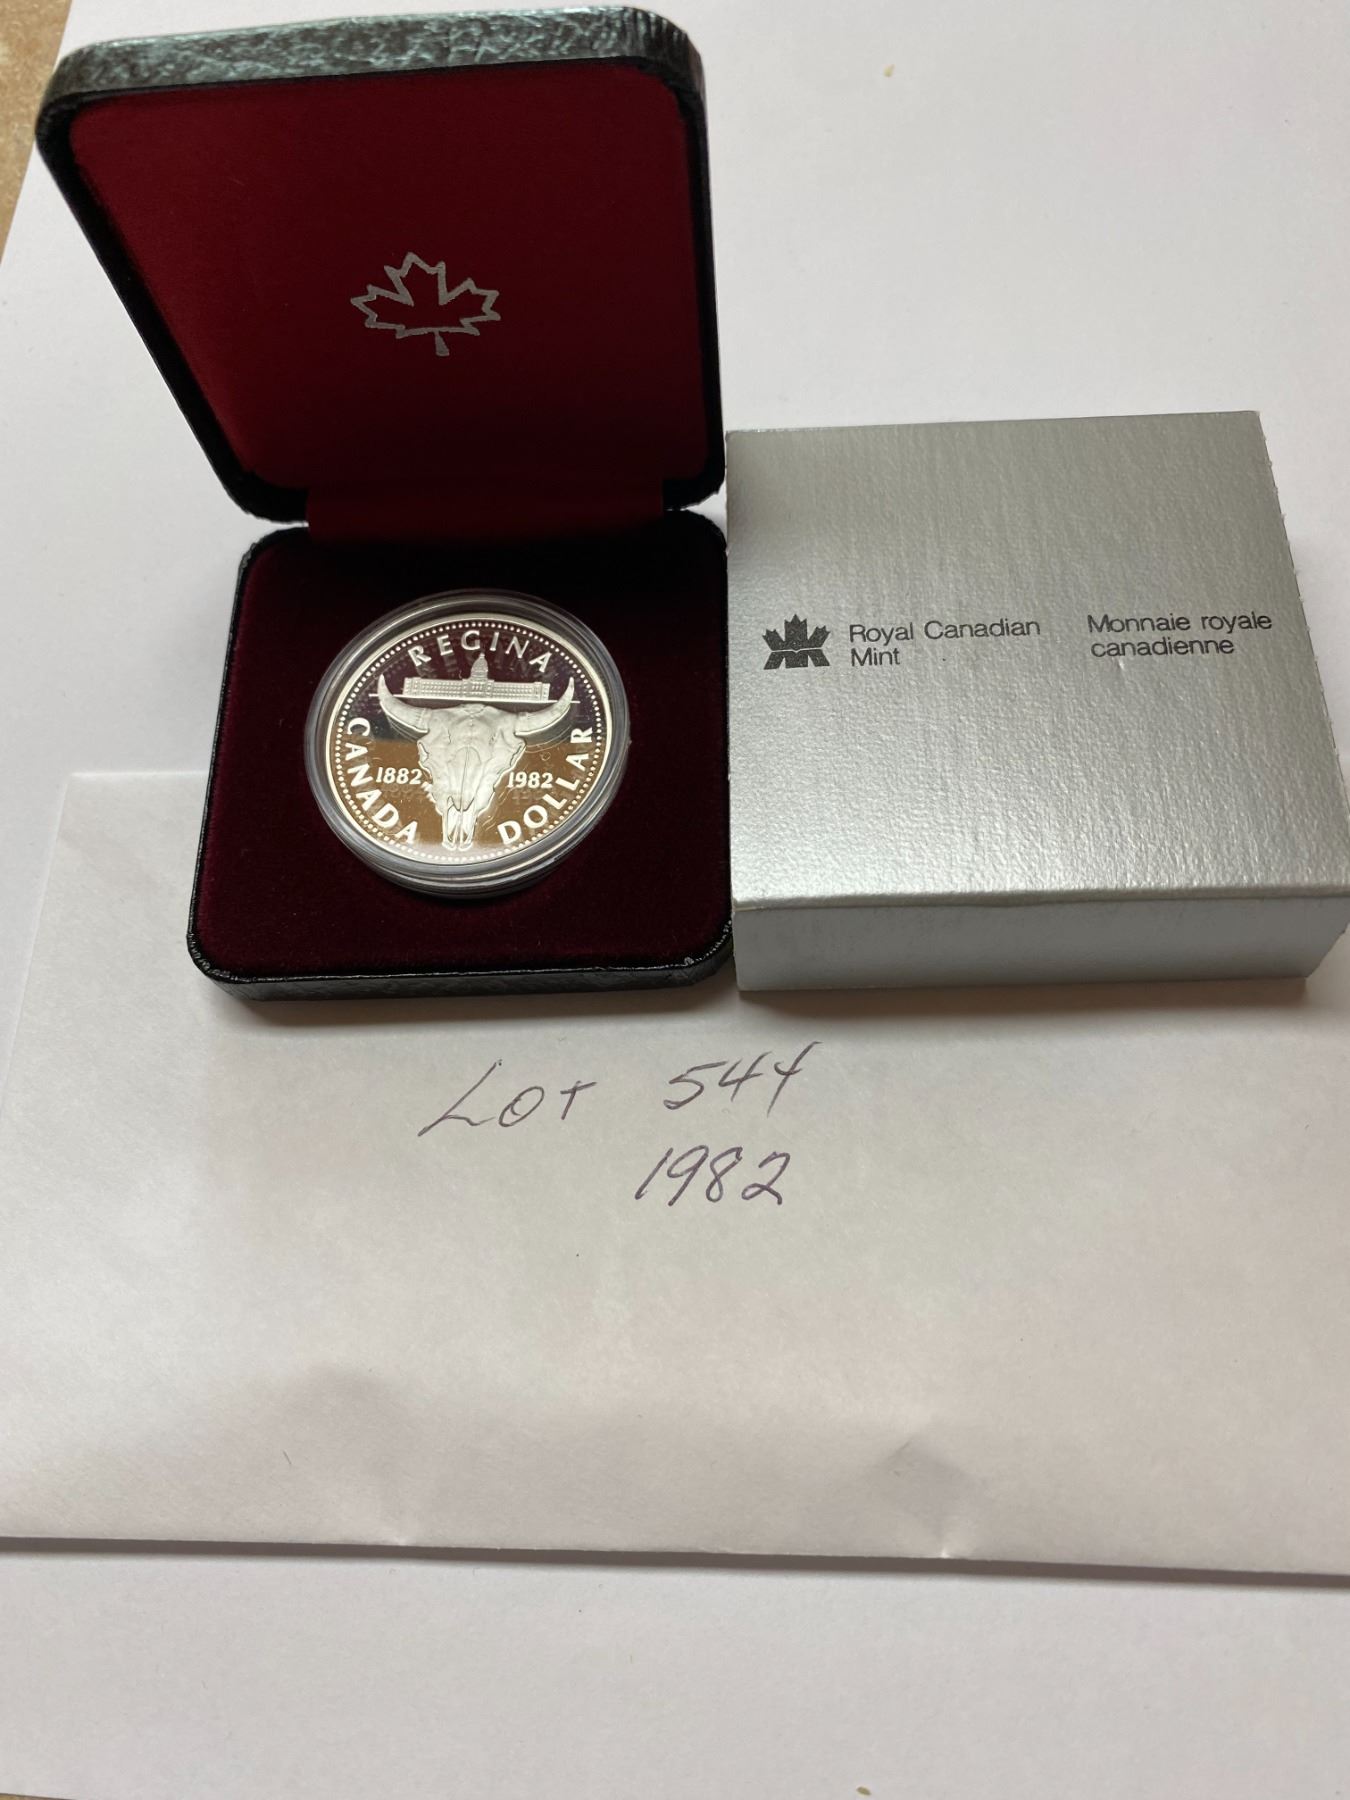 REGINA
CANADA
1882 1982
DOLLAR
Royal Canadian Mint
Monnaie royale canadienne
Lot 544
1982